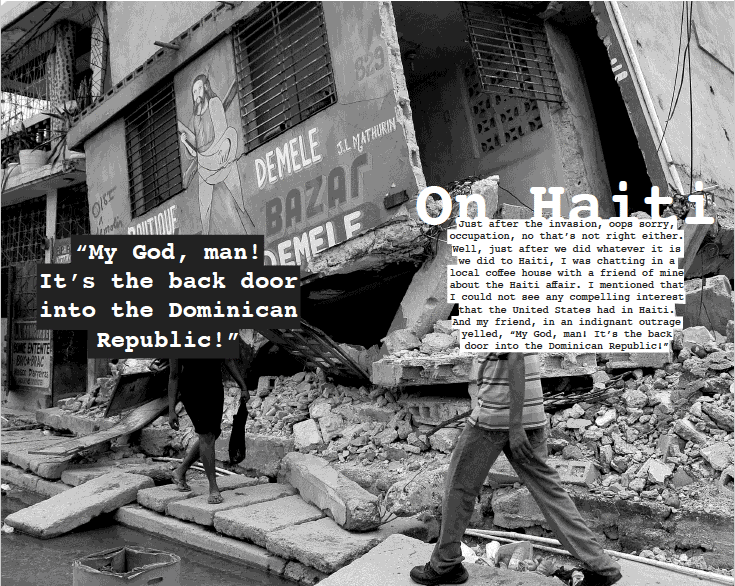 829
J.L MATHURIN
DEMELE
BAZAR
BOUTIQUE
DEMELE
On Haiti
“My God, man!
It’s the back door
into the Dominican
Republic!”
Just after the invasion, oops sorry,
occupation, no that’s not right either.
Well, just after we did whatever it is
we did to Haiti, I was chatting in a
local coffee house with a friend of mine
about the Haiti affair. I mentioned that
I could not see any compelling interest
that the United States had in Haiti.
And my friend, in an indignant outrage
yelled, “My God, man! It’s the back
door into the Dominican Republic!”